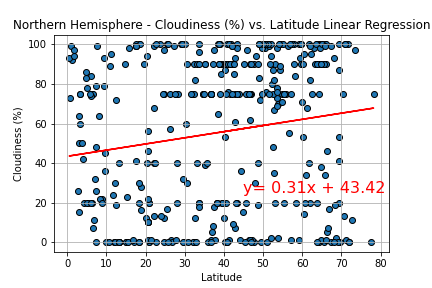 Northern Hemisphere - Cloudiness (%) vs. Latitude Linear Regression
100
80
60
40
20
0
Cloudiness (%)
y= 0.31x + 43.42
0 10 20 30 40 50 60 70 80
Latitude